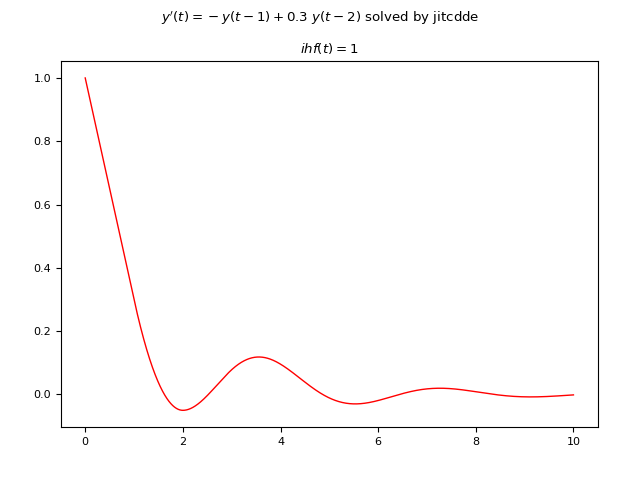 y′(t) = − y(t − 1) + 0.3 y(t − 2) solved by jitcdde
ihf(t) = 1
1.0
0.8
0.6
0.4
0.2
0.0
0 2 4 6 8 10